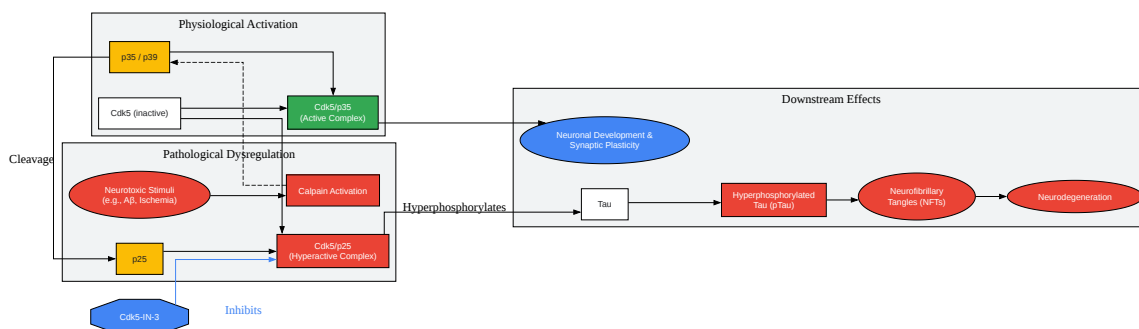 Physiological Activation
p35 / p39
Cdk5 (inactive)
Cdk5/p35
(Active Complex)
Cleavage
Pathological Dysregulation
Neurotoxic Stimuli
(e.g., Aβ, Ischemia)
Calpain Activation
Cdk5/p25
(Hyperactive Complex)
p25
Cdk5-IN-3
Inhibits
Hyperphosphorylates
Downstream Effects
Neuronal Development &
Synaptic Plasticity
Tau
Hyperphosphorylated
Tau (pTau)
Neurofibrillary
Tangles (NFTs)
Neurodegeneration